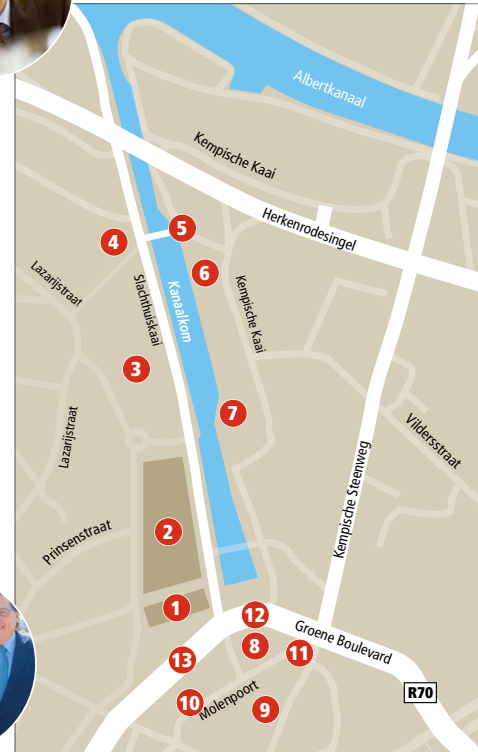 Albertkanaal
Kempische Kaai
Herkenrodesingel
5
4
Lazarijstraat
6
Slachthuiskaai
Kanaalkom
Kempische Kaai
3
7
Lazarijstraat
Vildersstraat
Kempische Steenweg
2
Prinsenstraat
1
12
Groene Boulevard
8
11
13
R70
10
Molenpoort
9